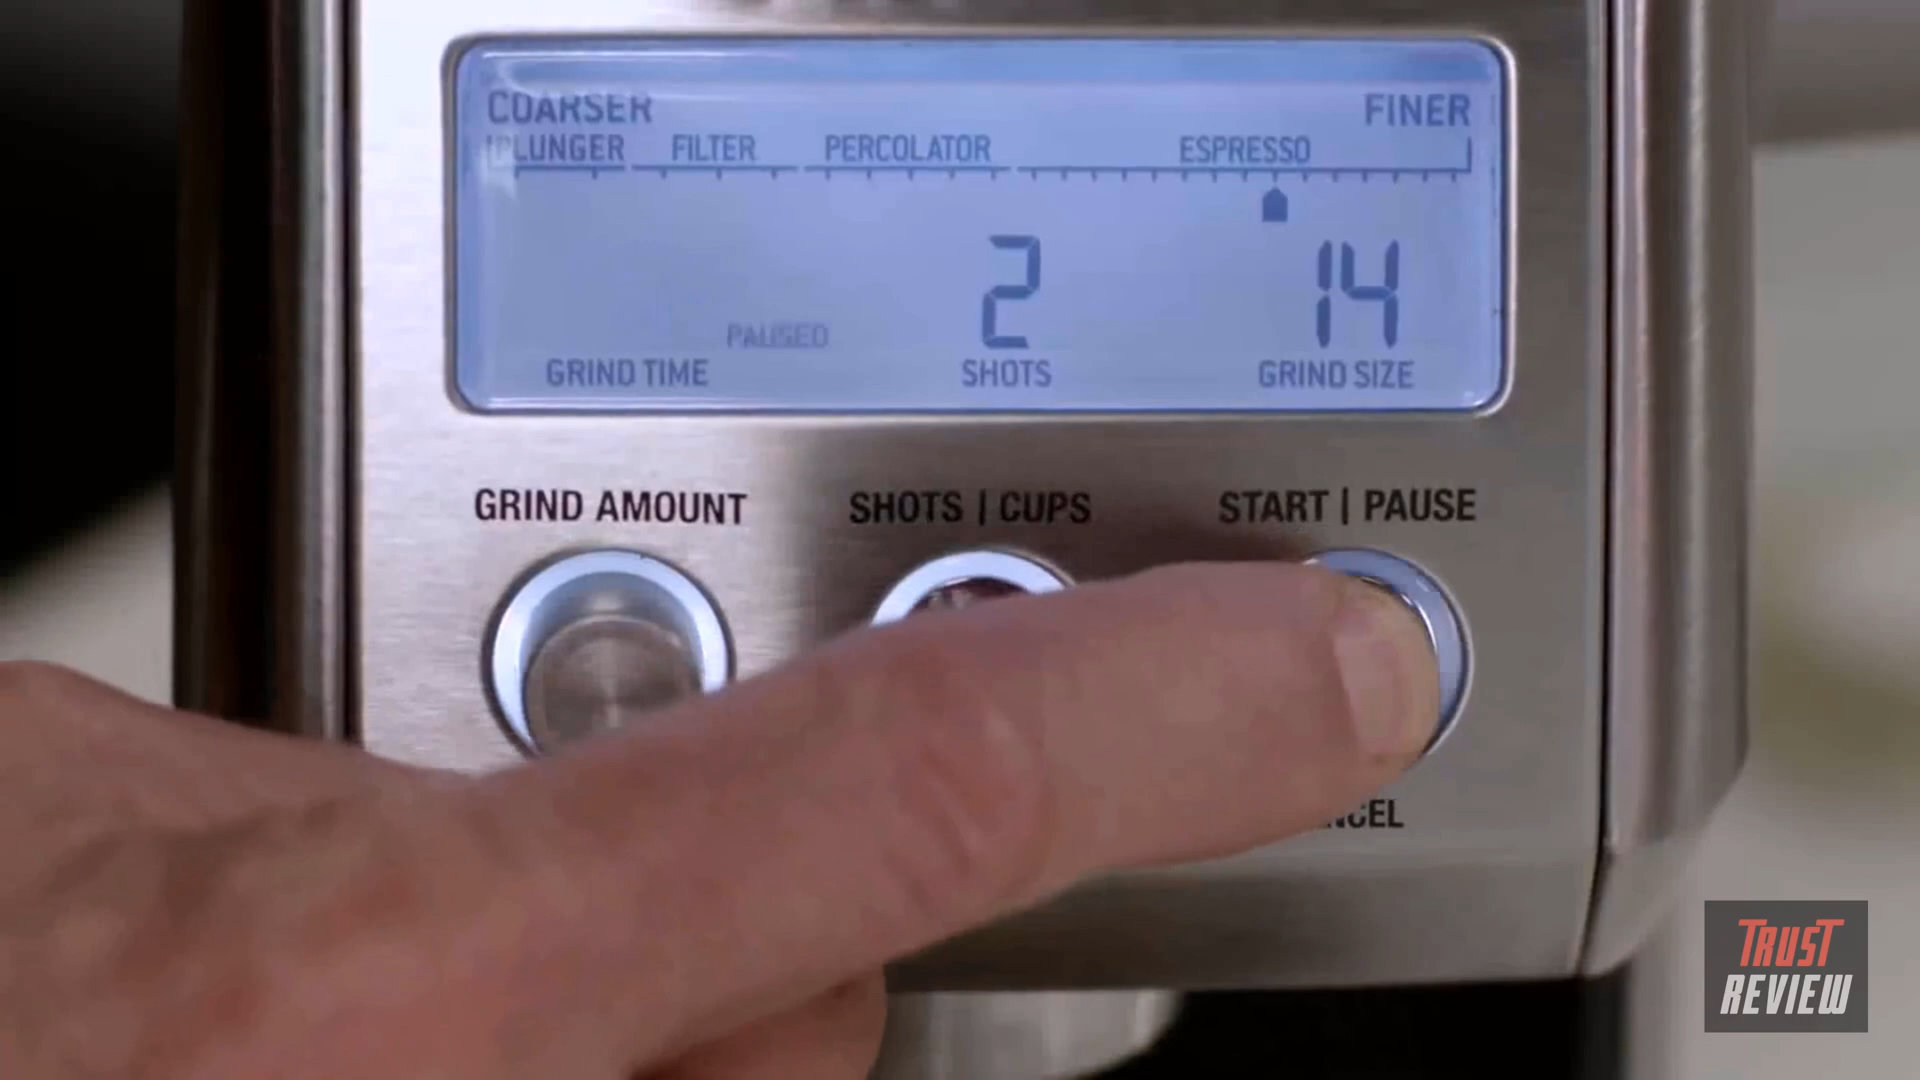 COARSER FINER
PLUNGER FILTER PERCOLATOR ESPRESSO
2 14
PAUSED
GRIND TIME SHOTS GRIND SIZE
GRIND AMOUNT SHOTS | CUPS START | PAUSE
TRUST
REVIEW